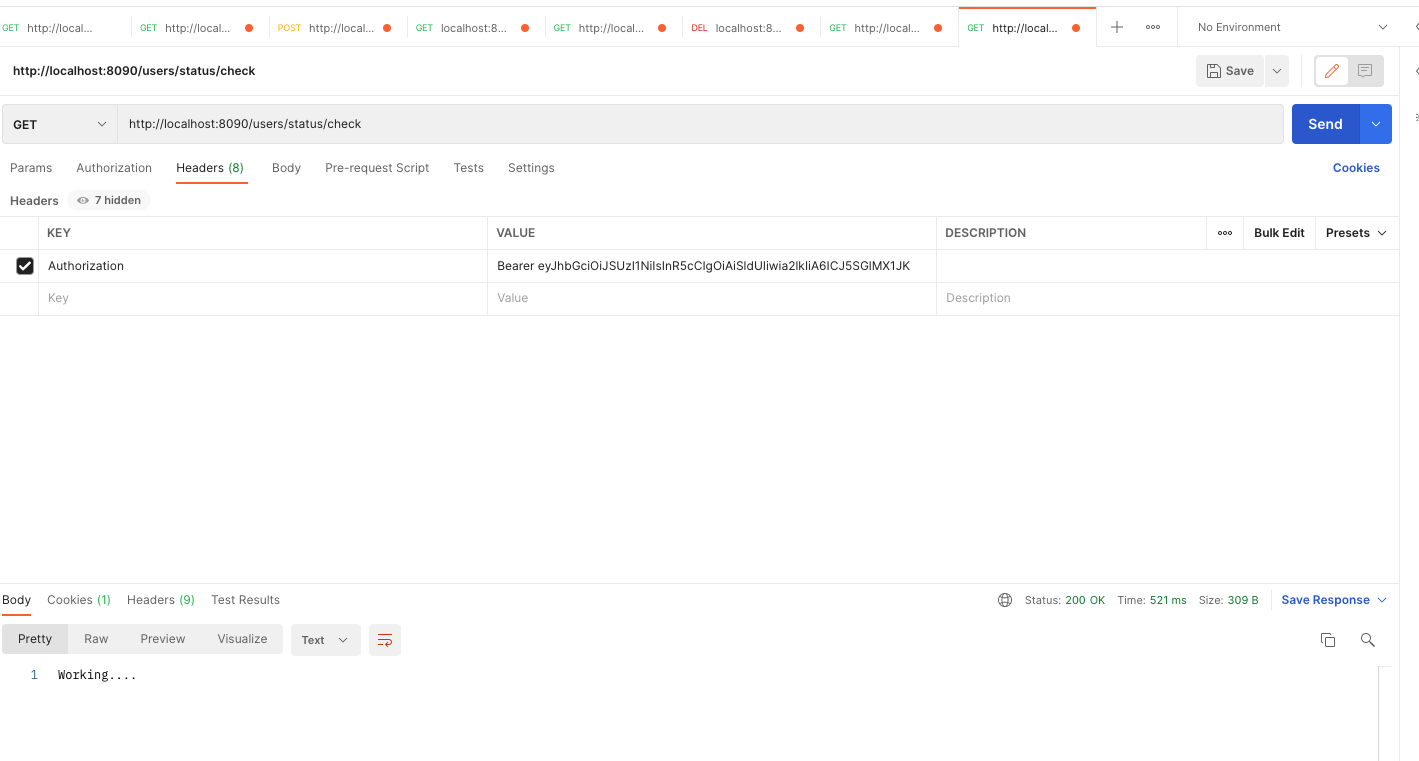 GET http://local... GET http://local... POST http://local... GET localhost:8... GET http://local... DEL localhost:8... GET http://local... GET http://local... No Environment
http://localhost:8090/users/status/check Save
GET http://localhost:8090/users/status/check Send
Params Authorization Headers (8) Body Pre-request Script Tests Settings Cookies
Headers 7 hidden
KEY VALUE DESCRIPTION Bulk Edit Presets
Authorization Bearer
Key Value Description
Body Cookies (1) Headers (9) Test Results Status: 200 OK Time: 521 ms Size: 309 B Save Response
Pretty Raw Preview Visualize Text
1 Working....